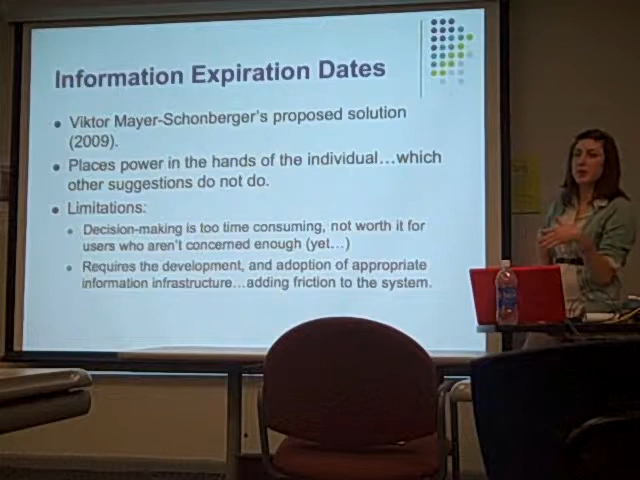 Information Expiration Dates
Viktor Mayer-Schonberger's proposed solution
(2009).
Places power in the hands of the individual...which
other suggestions do not do.
Limitations:
Decision-making is too time consuming, not worth it for
users who aren't concerned enough (yet...)
Requires the development, and adoption of appropriate
information infrastructure...adding friction to the system.